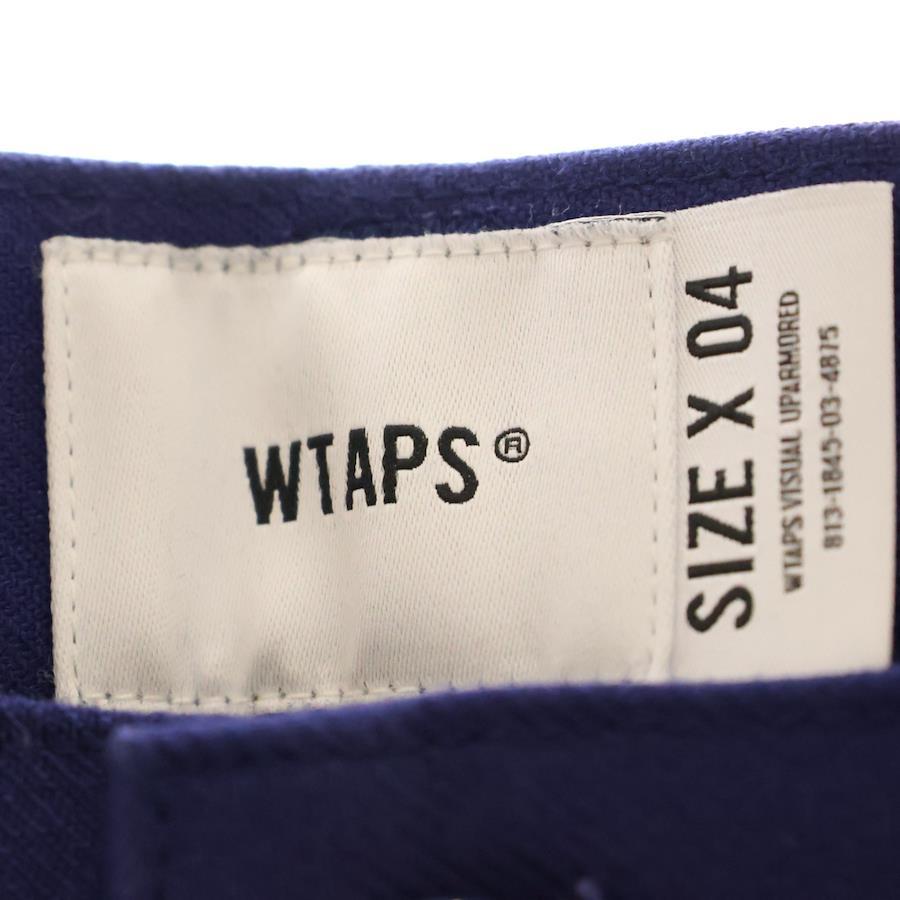 WTAPS®
SIZE X 04
WTAPS VISUAL UPARMORED
813-1845-03-4875